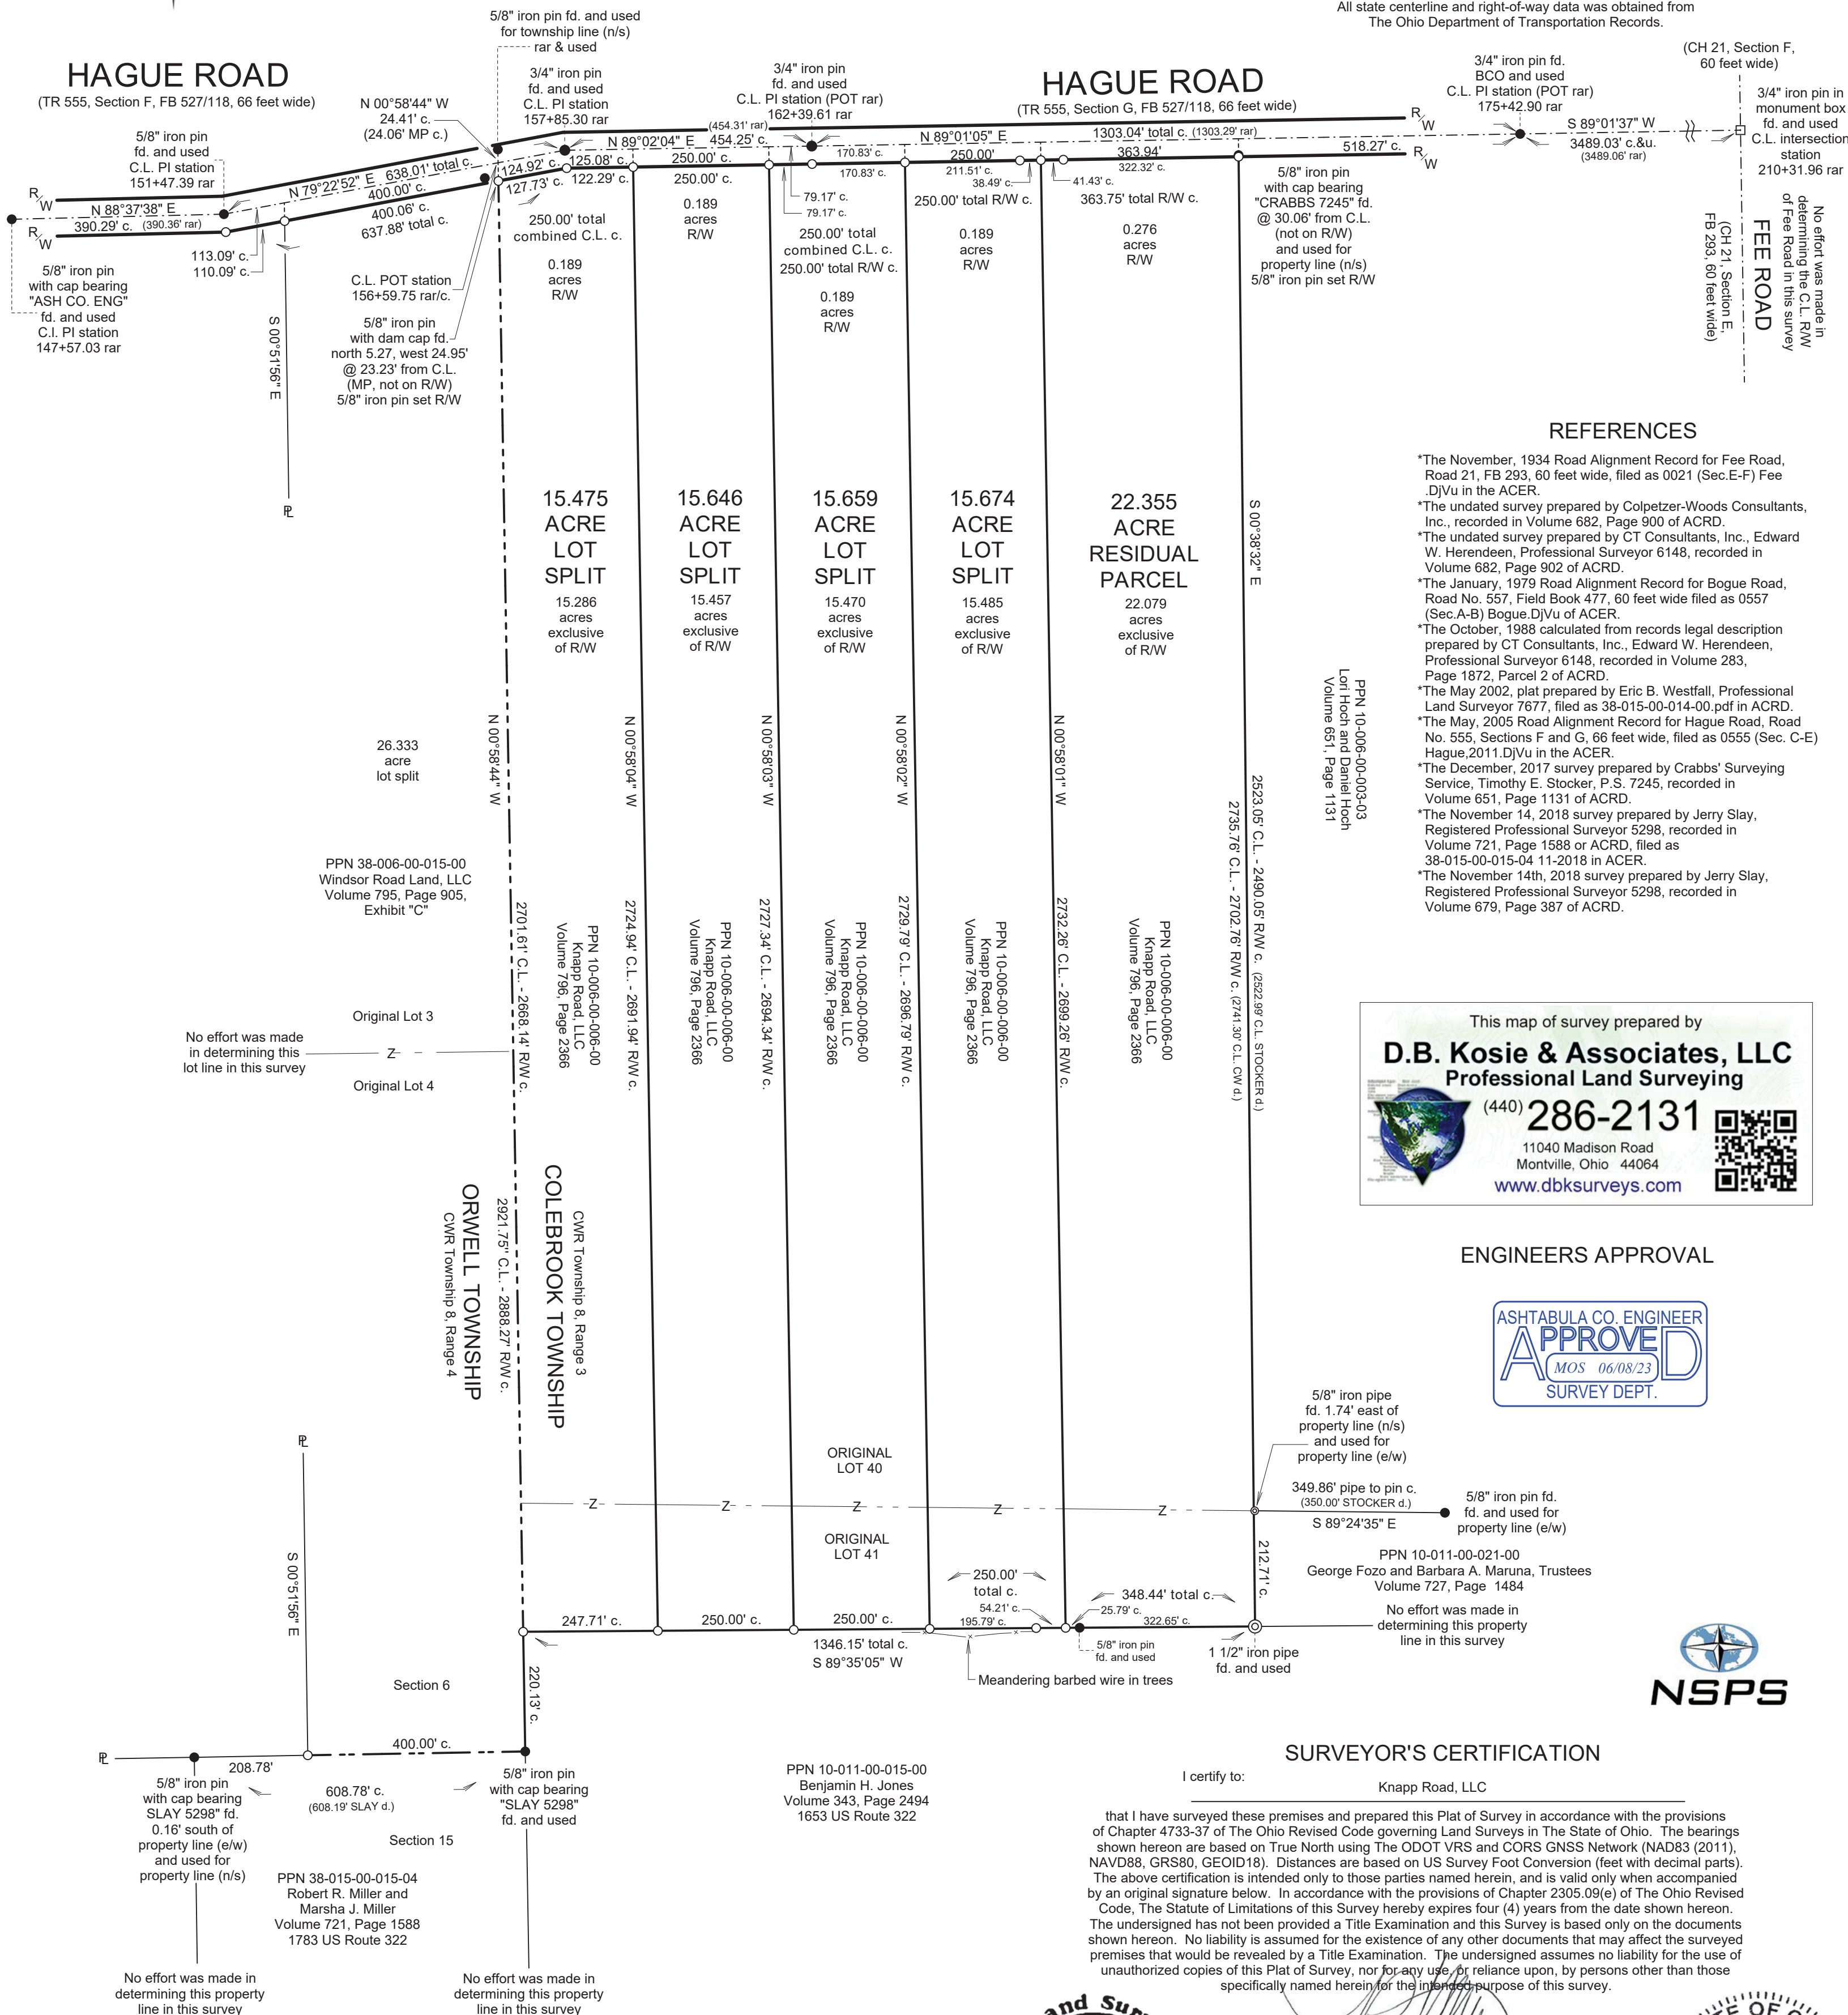 All state centerline and right-of-way data was obtained from
The Ohio Department of Transportation Records.
HAGUE ROAD
(TR 555, Section F, FB 527/118, 66 feet wide)
5/8" iron pin fd. and used
for township line (n/s)
rar & used
N 00°58'44" W
24.41' c.
(24.06' MP c.)
3/4" iron pin
fd. and used
C.L. PI station
157+85.30 rar
3/4" iron pin
fd. and used
C.L. PI station (POT rar)
162+39.61 rar
HAGUE ROAD
(TR 555, Section G, FB 527/118, 66 feet wide)
3/4" iron pin fd.
BCO and used
C.L. PI station (POT rar)
175+42.90 rar
(CH 21, Section F,
60 feet wide)
3/4" iron pin in
monument box
fd. and used
C.L. intersection
station
210+31.96 rar
5/8" iron pin
fd. and used
C.L. PI station
151+47.39 rar
R/W
R/W
N 88°37'38" E
390.29' c. (390.36' rar)
N 79°22'52" E 638.01' total c.
400.00' c.
400.06' c.
637.88' total c.
113.09' c.
110.09' c.
124.92' c.
127.73' c.
125.08' c.
122.29' c.
N 89°02'04" E
(454.31' rar)
454.25' c.
250.00' c.
250.00' c.
170.83' c.
170.83' c.
79.17' c.
79.17' c.
N 89°01'05" E
1303.04' total c. (1303.29' rar)
250.00'
211.51' c.
38.49' c.
363.94'
322.32' c.
41.43' c.
518.27' c.
R/W
R/W
S 89°01'37" W
3489.03' c.&u.
(3489.06' rar)
5/8" iron pin
with cap bearing
"ASH CO. ENG"
fd. and used
C.l. PI station
147+57.03 rar
S 00°51'56" E
PL
C.L. POT station
156+59.75 rar/c.
5/8" iron pin
with dam cap fd.
north 5.27, west 24.95'
@ 23.23' from C.L.
(MP, not on R/W)
5/8" iron pin set R/W
250.00' total
combined C.L. c.
0.189
acres
R/W
0.189
acres
R/W
250.00' total
combined C.L. c.
250.00' total R/W c.
0.189
acres
R/W
250.00' total R/W c.
0.189
acres
R/W
363.75' total R/W c.
0.276
acres
R/W
5/8" iron pin
with cap bearing
"CRABBS 7245" fd.
@ 30.06' from C.L.
(not on R/W)
and used for
property line (n/s)
5/8" iron pin set R/W
No effort was made in
determining the C.L. R/W
of Fee Road in this survey
FEE ROAD
(CH 21, Section E,
FB 293, 60 feet wide)
15.475
ACRE
LOT
SPLIT
15.286
acres
exclusive
of R/W
15.646
ACRE
LOT
SPLIT
15.457
acres
exclusive
of R/W
15.659
ACRE
LOT
SPLIT
15.470
acres
exclusive
of R/W
15.674
ACRE
LOT
SPLIT
15.485
acres
exclusive
of R/W
22.355
ACRE
RESIDUAL
PARCEL
22.079
acres
exclusive
of R/W
S 00°38'32" E
REFERENCES
*The November, 1934 Road Alignment Record for Fee Road,
Road 21, FB 293, 60 feet wide, filed as 0021 (Sec.E-F) Fee
.DjVu in the ACER.
*The undated survey prepared by Colpetzer-Woods Consultants,
Inc., recorded in Volume 682, Page 900 of ACRD.
*The undated survey prepared by CT Consultants, Inc., Edward
W. Herendeen, Professional Surveyor 6148, recorded in
Volume 682, Page 902 of ACRD.
*The January, 1979 Road Alignment Record for Bogue Road,
Road No. 557, Field Book 477, 60 feet wide filed as 0557
(Sec.A-B) Bogue.DjVu of ACER.
*The October, 1988 calculated from records legal description
prepared by CT Consultants, Inc., Edward W. Herendeen,
Professional Surveyor 6148, recorded in Volume 283,
Page 1872, Parcel 2 of ACRD.
*The May 2002, plat prepared by Eric B. Westfall, Professional
Land Surveyor 7677, filed as 38-015-00-014-00.pdf in ACRD.
*The May, 2005 Road Alignment Record for Hague Road, Road
No. 555, Sections F and G, 66 feet wide, filed as 0555 (Sec. C-E)
Hague,2011.DjVu in the ACER.
*The December, 2017 survey prepared by Crabbs' Surveying
Service, Timothy E. Stocker, P.S. 7245, recorded in
Volume 651, Page 1131 of ACRD.
*The November 14, 2018 survey prepared by Jerry Slay,
Registered Professional Surveyor 5298, recorded in
Volume 721, Page 1588 or ACRD, filed as
38-015-00-015-04 11-2018 in ACER.
*The November 14th, 2018 survey prepared by Jerry Slay,
Registered Professional Surveyor 5298, recorded in
Volume 679, Page 387 of ACRD.
26.333
acre
lot split
N 00°58'44" W
N 00°58'04" W
N 00°58'03" W
N 00°58'02" W
N 00°58'01" W
PPN 10-006-00-003-03
Lori Hoch and Daniel Hoch
Volume 651, Page 1131
PPN 38-006-00-015-00
Windsor Road Land, LLC
Volume 795, Page 905,
Exhibit "C"
2701.61' C.L. - 2668.14' R/W c.
PPN 10-006-00-006-00
Knapp Road, LLC
Volume 796, Page 2366
2724.94' C.L. - 2691.94' R/W c.
PPN 10-006-00-006-00
Knapp Road, LLC
Volume 796, Page 2366
2727.34' C.L. - 2694.34' R/W c.
PPN 10-006-00-006-00
Knapp Road, LLC
Volume 796, Page 2366
2729.79' C.L. - 2696.79' R/W c.
PPN 10-006-00-006-00
Knapp Road, LLC
Volume 796, Page 2366
2732.26' C.L. - 2699.26' R/W c.
PPN 10-006-00-006-00
Knapp Road, LLC
Volume 796, Page 2366
2735.76' C.L. - 2702.76' R/W c. (2741.30' C.L. CW d.)
2523.05' C.L. - 2490.05' R/W c. (2522.99' C.L. STOCKER d.)
No effort was made
in determining this
lot line in this survey
Original Lot 3
Z
Original Lot 4
This map of survey prepared by
D.B. Kosie & Associates, LLC
Professional Land Surveying
(440) 286-2131
11040 Madison Road
Montville, Ohio 44064
www.dbksurveys.com
ORWELL TOWNSHIP
CWR Township 8, Range 4
2921.75" C.L. - 2888.27' R/W c.
COLEBROOK TOWNSHIP
CWR Township 8, Range 3
ENGINEERS APPROVAL
ASHTABULA CO. ENGINEER
APPROVED
MOS 06/08/23
SURVEY DEPT.
5/8" iron pipe
fd. 1.74' east of
property line (n/s)
and used for
property line (e/w)
PL
S 00°51'56" E
ORIGINAL
LOT 40
Z Z Z Z Z
ORIGINAL
LOT 41
349.86' pipe to pin c.
(350.00' STOCKER d.)
S 89°24'35" E
5/8" iron pin fd.
fd. and used for
property line (e/w)
212.71' c.
PPN 10-011-00-021-00
George Fozo and Barbara A. Maruna, Trustees
Volume 727, Page 1484
No effort was made in
determining this property
line in this survey
247.71' c.
250.00' c.
250.00' c.
250.00'
total c.
54.21' c.
195.79' c.
348.44' total c.
25.79' c.
322.65' c.
1346.15' total c.
S 89°35'05" W
5/8" iron pin
fd. and used
1 1/2" iron pipe
fd. and used
Meandering barbed wire in trees
220.13' c.
Section 6
NSPS
PL
208.78'
400.00' c.
608.78' c.
(608.19' SLAY d.)
5/8" iron pin
with cap bearing
SLAY 5298" fd.
0.16' south of
property line (e/w)
and used for
property line (n/s)
5/8" iron pin
with cap bearing
"SLAY 5298"
fd. and used
Section 15
PPN 38-015-00-015-04
Robert R. Miller and
Marsha J. Miller
Volume 721, Page 1588
1783 US Route 322
PPN 10-011-00-015-00
Benjamin H. Jones
Volume 343, Page 2494
1653 US Route 322
No effort was made in
determining this property
line in this survey
No effort was made in
determining this property
line in this survey
SURVEYOR'S CERTIFICATION
I certify to:
Knapp Road, LLC
that I have surveyed these premises and prepared this Plat of Survey in accordance with the provisions
of Chapter 4733-37 of The Ohio Revised Code governing Land Surveys in The State of Ohio. The bearings
shown hereon are based on True North using The ODOT VRS and CORS GNSS Network (NAD83 (2011),
NAVD88, GRS80, GEOID18). Distances are based on US Survey Foot Conversion (feet with decimal parts).
The above certification is intended only to those parties named herein, and is valid only when accompanied
by an original signature below. In accordance with the provisions of Chapter 2305.09(e) of The Ohio Revised
Code, The Statute of Limitations of this Survey hereby expires four (4) years from the date shown hereon.
The undersigned has not been provided a Title Examination and this Survey is based only on the documents
shown hereon. No liability is assumed for the existence of any other documents that may affect the surveyed
premises that would be revealed by a Title Examination. The undersigned assumes no liability for the use of
unauthorized copies of this Plat of Survey, nor for any use, or reliance upon, by persons other than those
specifically named herein for the intended purpose of this survey.